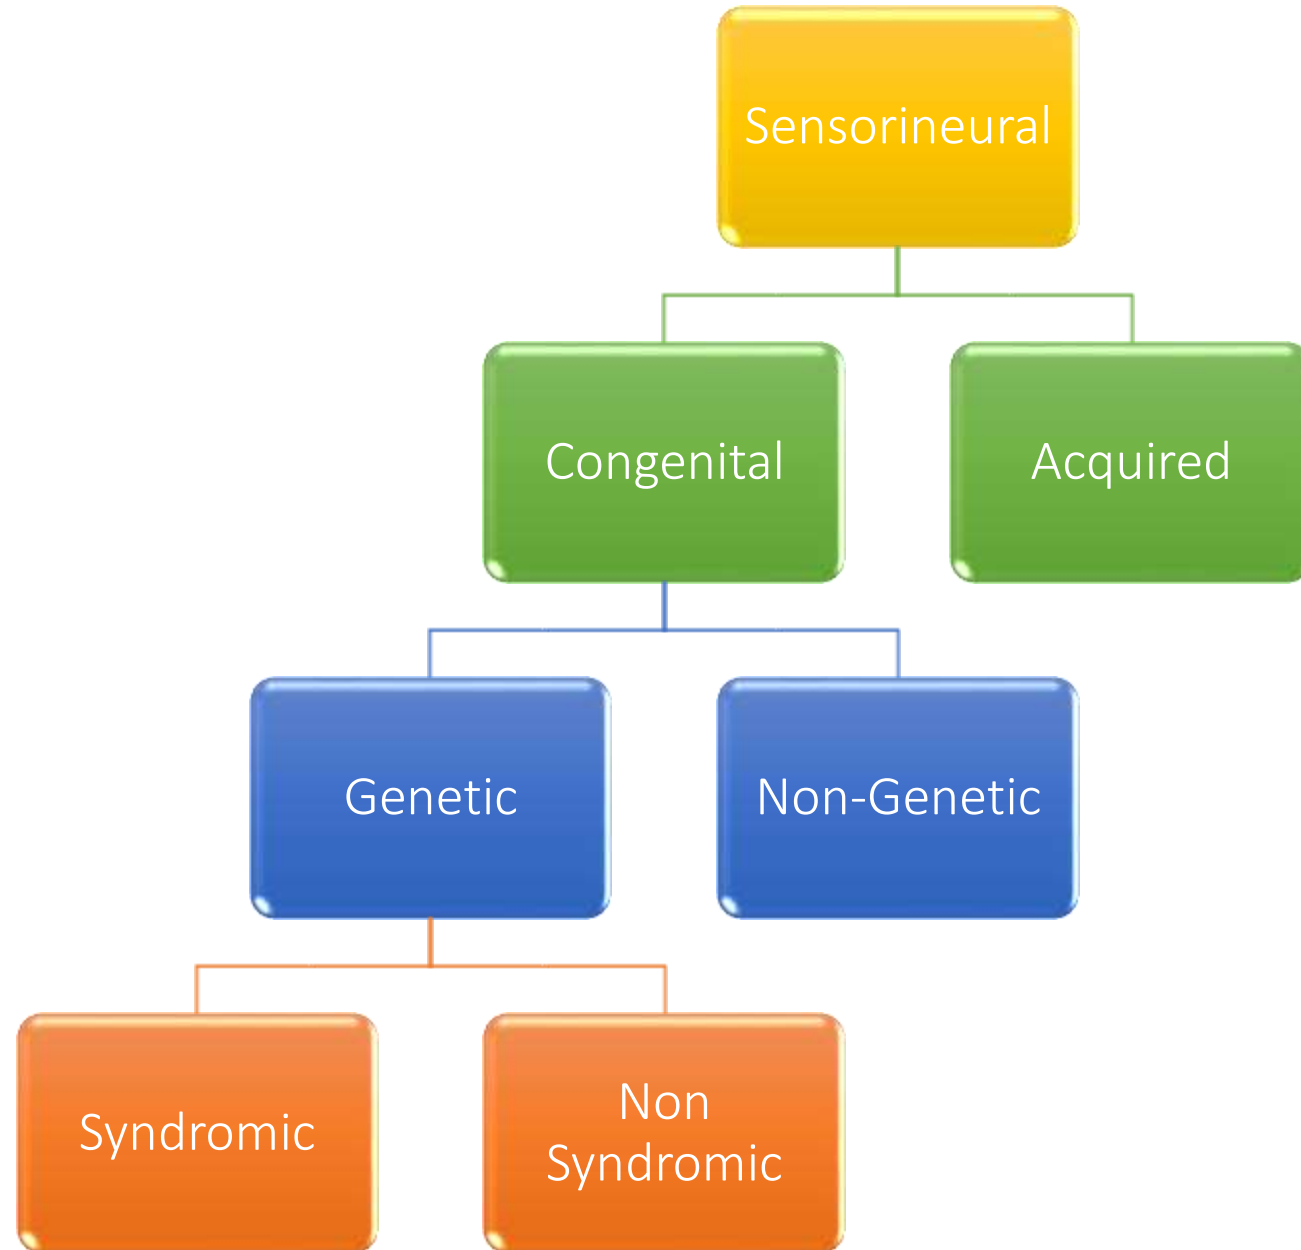 Sensorineural
Congenital
Acquired
Genetic
Non-Genetic
Syndromic
Non
Syndromic